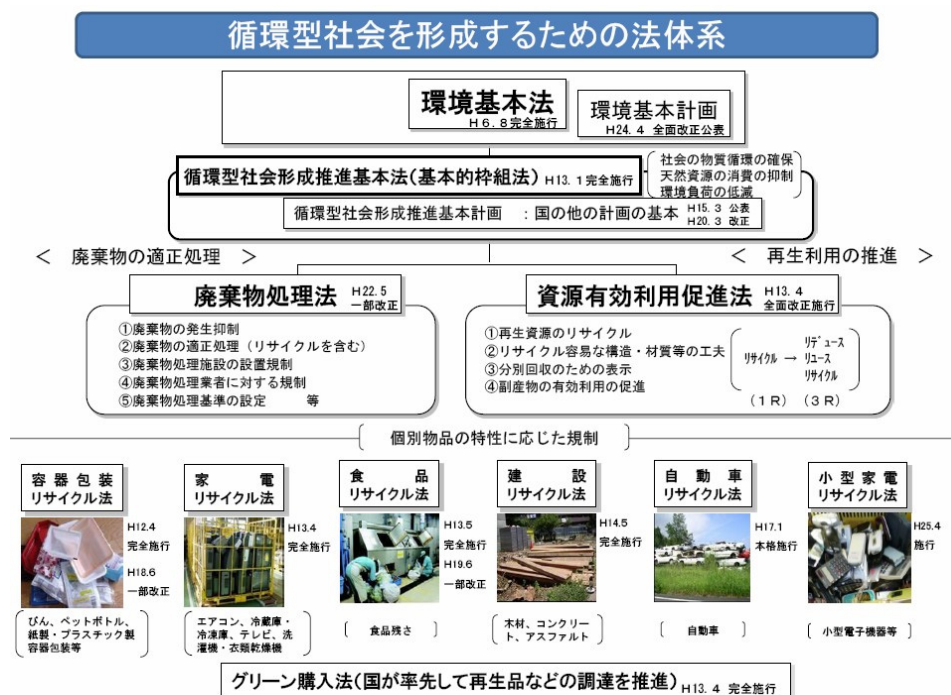 循環型社会を形成するための法体系
環境基本法
H6.8完全施行
環境基本計画
H24.4 全面改正公表
循環型社会形成推進基本法(基本的枠組法) H13.1完全施行
社会の物質循環の確保
天然資源の消費の抑制
環境負荷の低減
循環型社会形成推進基本計画 :国の他の計画の基本 H15.3 公表
H20.3 改正
< 廃棄物の適正処理 >
< 再生利用の推進 >
廃棄物処理法 H22.5
一部改正
①廃棄物の発生抑制
②廃棄物の適正処理(リサイクルを含む)
③廃棄物処理施設の設置規制
④廃棄物処理業者に対する規制
⑤廃棄物処理基準の設定 等
資源有効利用促進法 H13.4
全面改正施行
①再生資源のリサイクル
②リサイクル容易な構造・材質等の工夫
③分別回収のための表示
④副産物の有効利用の促進
リサイクル → リデュース
リユース
リサイクル
(1R) (3R)
個別物品の特性に応じた規制
容器包装
リサイクル法
H12.4
完全施行
H18.6
一部改正
びん、ペットボトル、
紙製・プラスチック製
容器包装等
家電
リサイクル法
H13.4
完全施行
エアコン、冷蔵庫・
冷凍庫、テレビ、洗
濯機・衣類乾燥機
食品
リサイクル法
H13.5
完全施行
H19.6
一部改正
食品残さ
建設
リサイクル法
H14.5
完全施行
木材、コンクリー
ト、アスファルト
自動車
リサイクル法
H17.1
本格施行
自動車
小型家電
リサイクル法
H25.4
施行
小型電子機器等
グリーン購入法(国が率先して再生品などの調達を推進) H13.4 完全施行